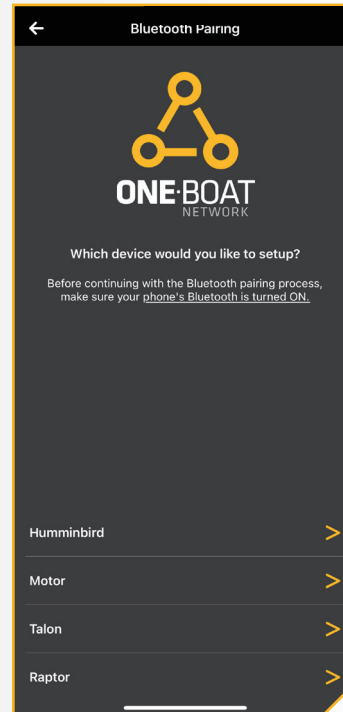 Bluetooth Pairing
ONE·BOAT
NETWORK
Which device would you like to setup?
Before continuing with the Bluetooth pairing process,
make sure your phone's Bluetooth is turned ON.
Humminbird
Motor
Talon
Raptor